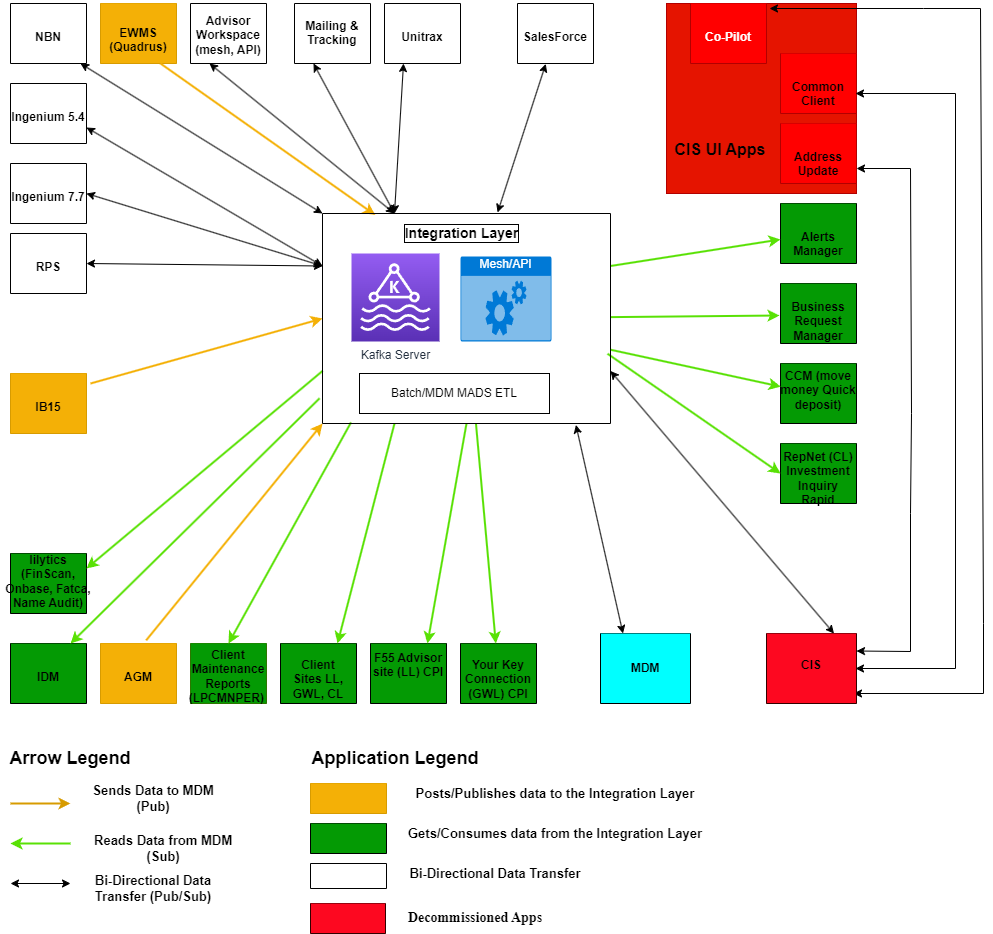 NBN
EWMS
(Quadrus)
Advisor
Workspace
(mesh, API)
Mailing &
Tracking
Unitrax
SalesForce
Co-Pilot
Common
Client
CIS UI Apps
Address
Update
Ingenium 5.4
Ingenium 7.7
RPS
IB15
Integration Layer
K
Mesh/API
Kafka Server
Batch/MDM MADS ETL
Alerts
Manager
Business
Request
Manager
CCM (move
money Quick
deposit)
RepNet (CL)
Investment
Inquiry
Rapid
lilytics
(FinScan,
Onbase, Fatca,
Name Audit)
IDM
AGM
Client
Maintenance
Reports
(LPCMNPER)
Client
Sites LL,
GWL, CL
F55 Advisor
site (LL) CPI
Your Key
Connection
(GWL) CPI
MDM
CIS
Arrow Legend
Sends Data to MDM
(Pub)
Reads Data from MDM
(Sub)
Bi-Directional Data
Transfer (Pub/Sub)
Application Legend
Posts/Publishes data to the Integration Layer
Gets/Consumes data from the Integration Layer
Bi-Directional Data Transfer
Decommissioned Apps